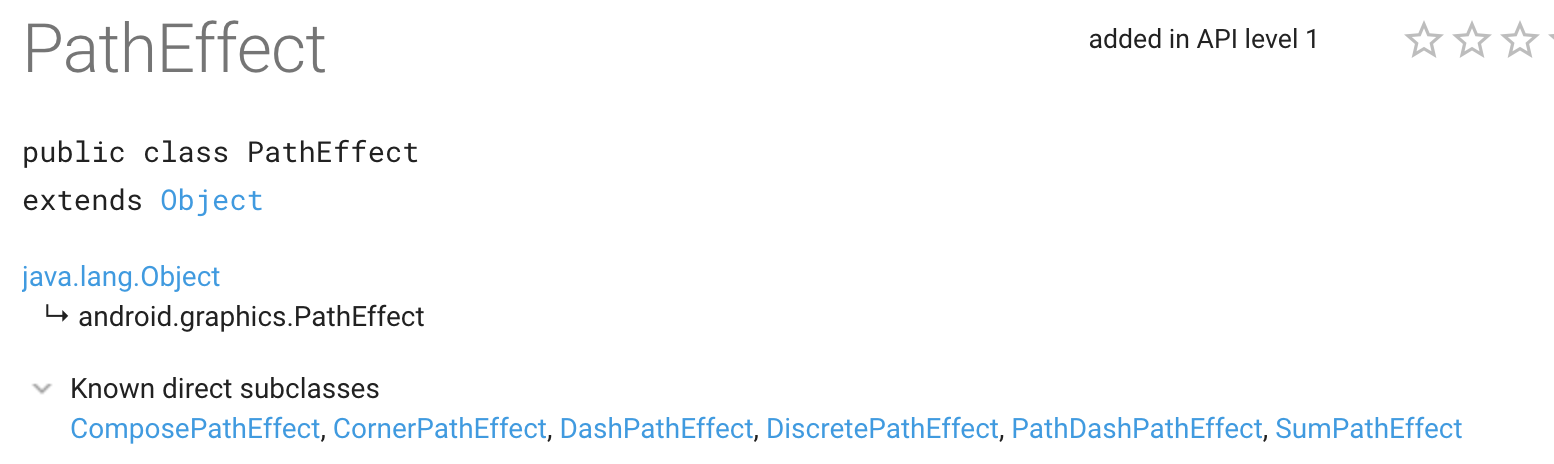 PathEffect
added in API level 1
public class PathEffect
extends Object
java.lang.Object
↳ android.graphics.PathEffect
Known direct subclasses
ComposePathEffect, CornerPathEffect, DashPathEffect, DiscretePathEffect, PathDashPathEffect, SumPathEffect